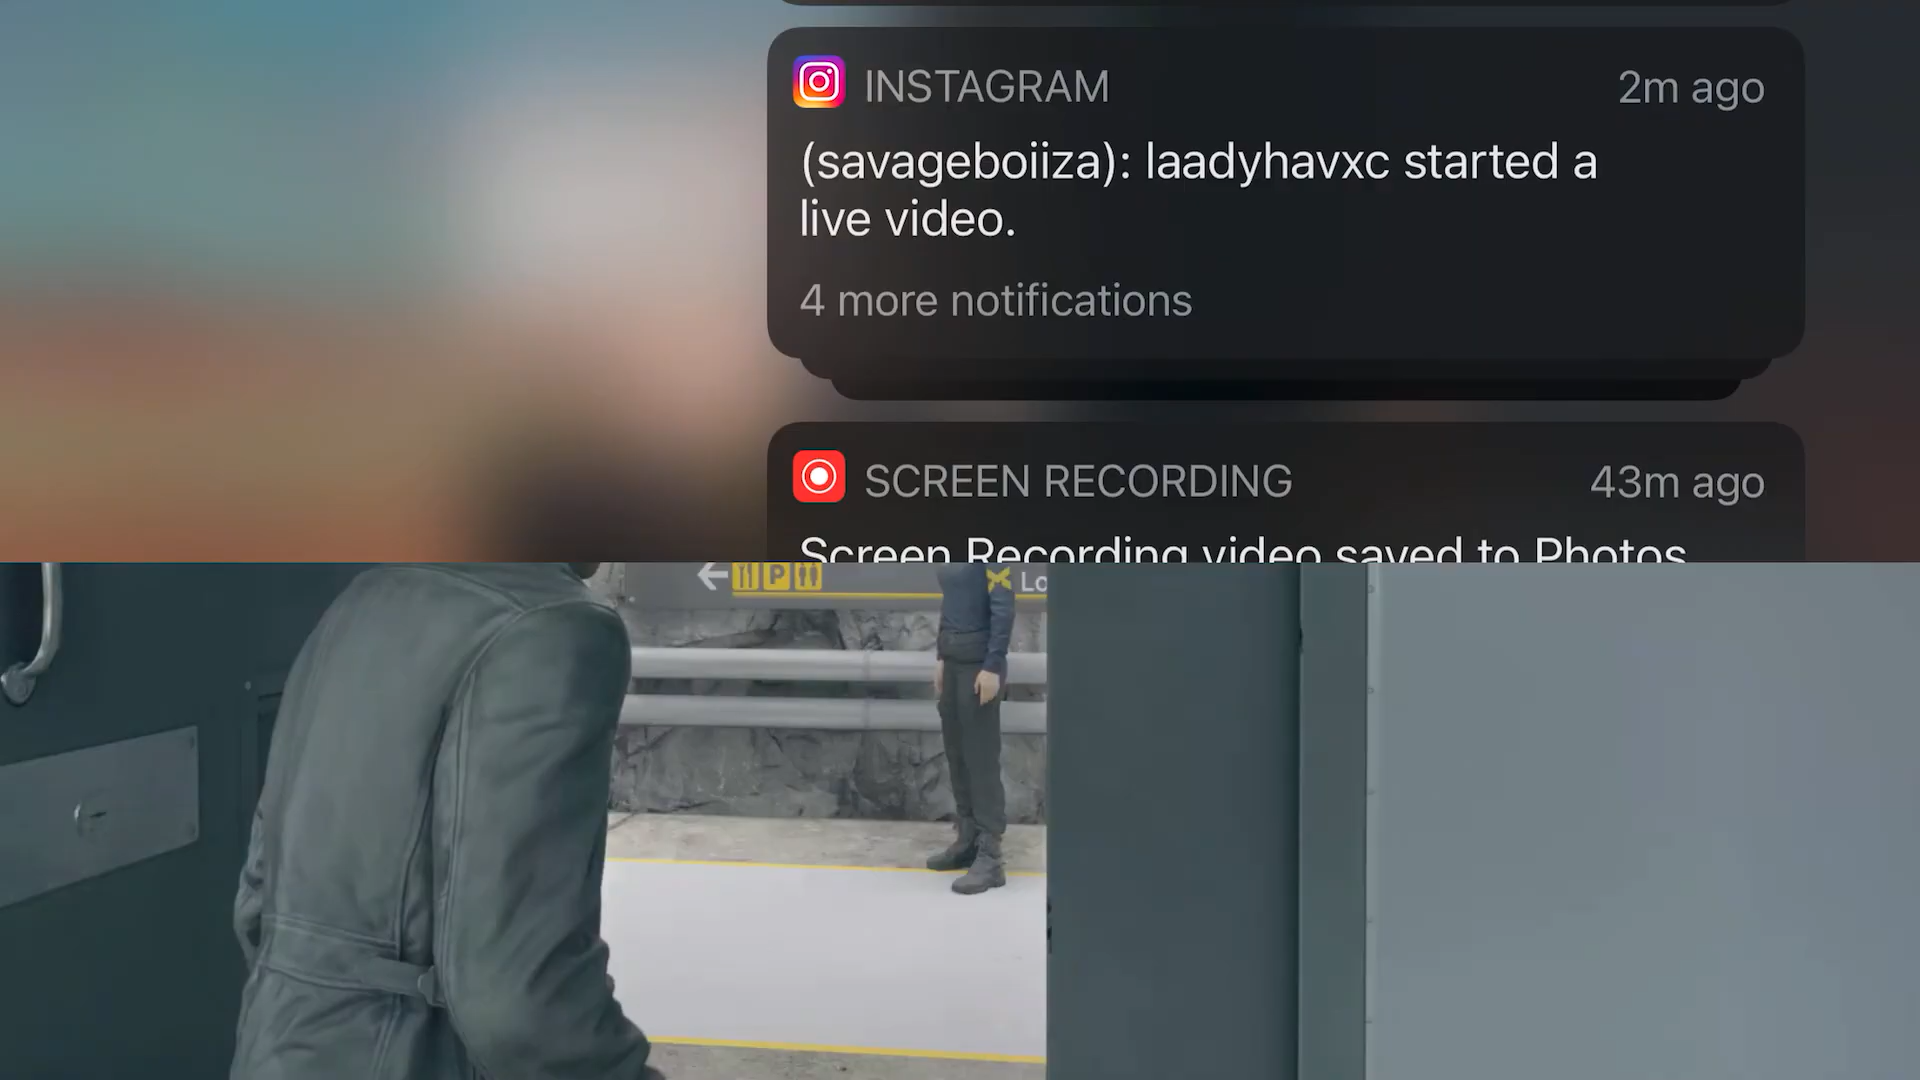 INSTAGRAM
2m ago
(savageboiiza): laadyhavxc started a
live video.
4 more notifications
SCREEN RECORDING
43m ago
Screen Recording video saved to Photos
P
Lo